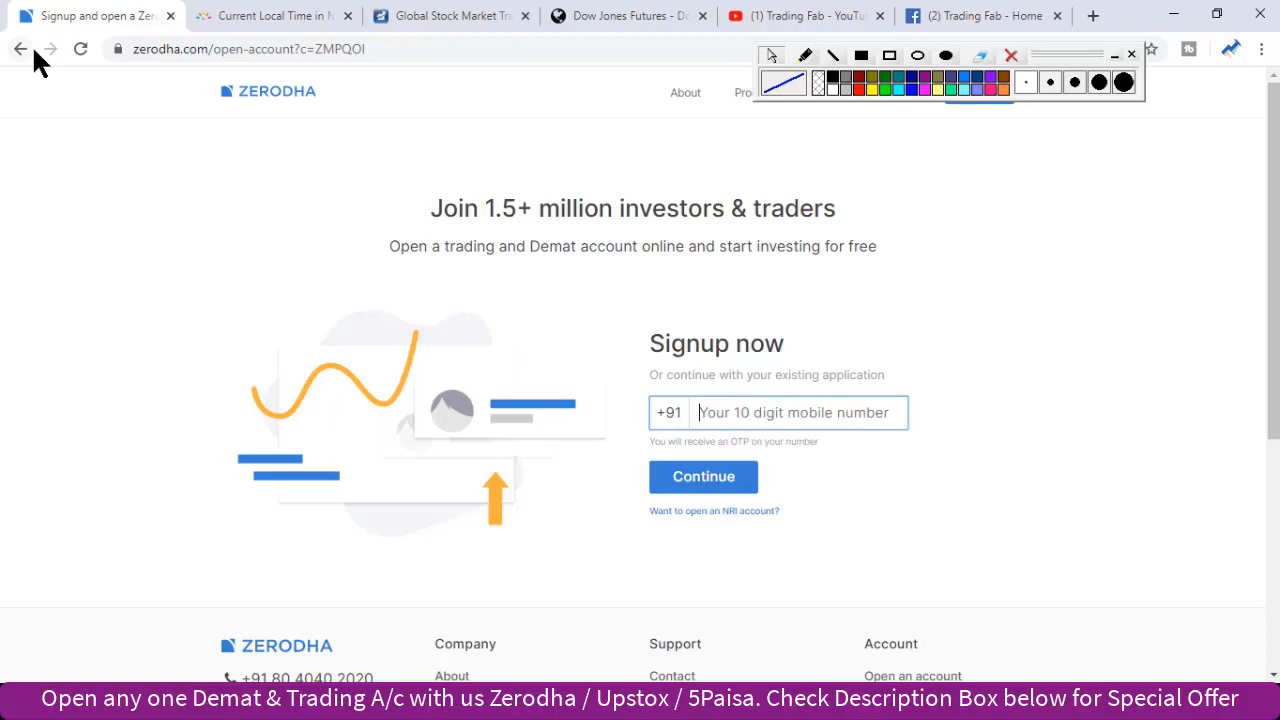 Signup and open a Zer
Current Local Time in N
Global Stock Market Tra
Dow Jones Futures - Do
(1) Trading Fab - YouTu
(2) Trading Fab - Home
zerodha.com/open-account?c=ZMPQOI
ZERODHA
About
Pro
Join 1.5+ million investors & traders
Open a trading and Demat account online and start investing for free
Signup now
Or continue with your existing application
+91
Your 10 digit mobile number
You will receive an OTP on your number
Continue
Want to open an NRI account?
ZERODHA
Company
Support
Account
+91 80 4040 2020
About
Contact
Open an account
Open any one Demat & Trading A/c with us Zerodha / Upstox / 5Paisa. Check Description Box below for Special Offer